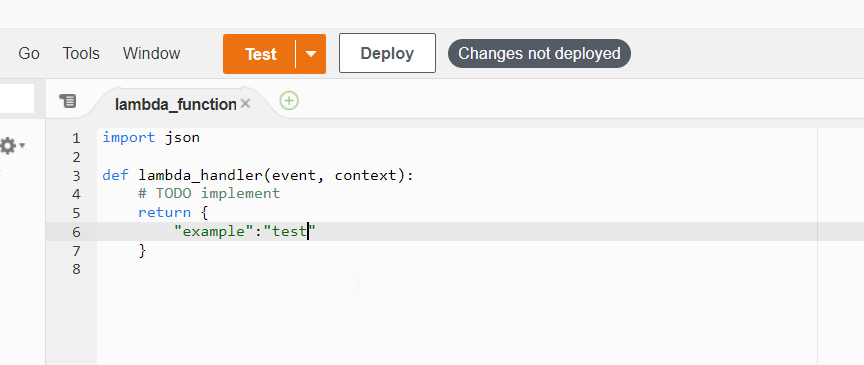 Go Tools Window Test Deploy Changes not deployed
lambda_function
1 import json
2
3 def lambda_handler(event, context):
4     # TODO implement
5     return {
6         "example":"test"
7     }
8